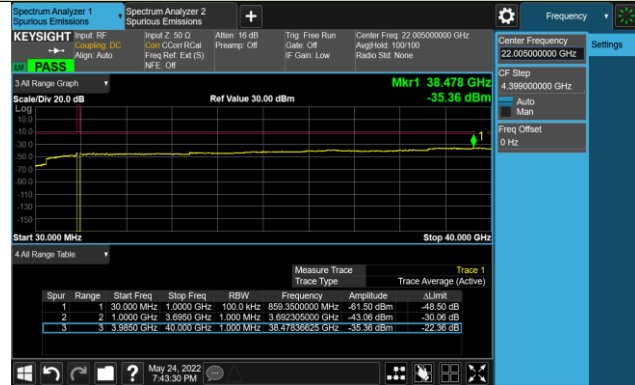 Spectrum Analyzer 1
Spurious Emissions
Spectrum Analyzer 2
Spurious Emissions
Frequency
KEYSIGHT
Input: RF
Coupling: DC
Align: Auto
Input Z: 50 Ω
Corr CCorr RCal
Freq Ref: Ext (S)
NFE: Off
Atten: 16 dB
Preamp: Off
Trig: Free Run
Gate: Off
IF Gain: Low
Center Freq: 22.005000000 GHz
Avg|Hold: 100/100
Radio Std: None
PASS
Center Frequency
22.005000000 GHz
Settings
CF Step
4.399000000 GHz
Auto
Man
Freq Offset
0 Hz
3 All Range Graph
Mkr1 38.478 GHz
Scale/Div 20.0 dB
Ref Value 30.00 dBm
-35.36 dBm
Log
10.0
-10.0
-30.0
-50.0
-70.0
-90.0
-110
-130
-150
1
Start 30.000 MHz
Stop 40.000 GHz
4 All Range Table
Measure Trace Trace 1
Trace Type Trace Average (Active)
Spur Range Start Freq Stop Freq RBW Frequency Amplitude ΔLimit
1 1 30.000 MHz 1.0000 GHz 100.0 kHz 859.3500000 MHz -61.50 dBm -48.50 dB
2 2 1.0000 GHz 3.6950 GHz 1.000 MHz 3.692305000 GHz -43.06 dBm -30.06 dB
3 3 3.9850 GHz 40.000 GHz 1.000 MHz 38.47836625 GHz -35.36 dBm -22.36 dB
May 24, 2022
7:43:30 PM